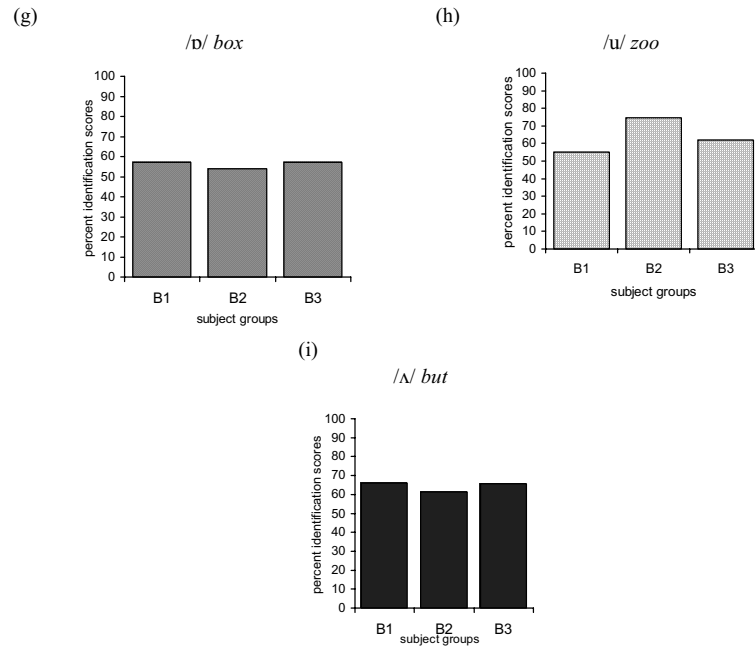 (g)
/ɒ/ box
percent identification scores
100
90
80
70
60
50
40
30
20
10
0
B1 B2 B3
subject groups
(h)
/u/ zoo
percent identification scores
100
90
80
70
60
50
40
30
20
10
0
B1 B2 B3
subject groups
(i)
/ʌ/ but
percent identification scores
100
90
80
70
60
50
40
30
20
10
0
B1 B2 B3
subject groups